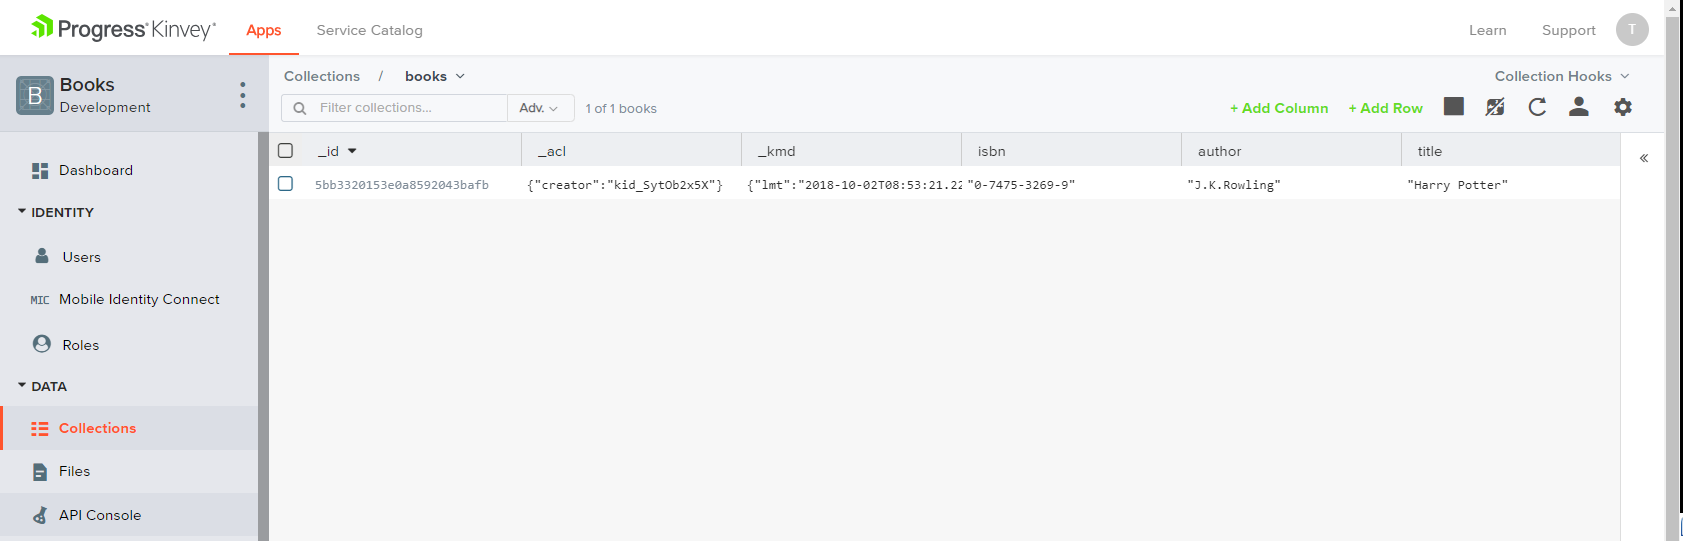 Progress Kinvey Apps Service Catalog Learn Support T
B Books Development
Collections / books Collection Hooks
Filter collections... Adv. 1 of 1 books + Add Column + Add Row
_id _acl _kmd isbn author title
5bb3320153e0a8592043bafb {"creator":"kid_SytOb2x5X"} {"lmt":"2018-10-02T08:53:21.22 "0-7475-3269-9" "J.K.Rowling" "Harry Potter"
Dashboard
IDENTITY
Users
MIC Mobile Identity Connect
Roles
DATA
Collections
Files
API Console